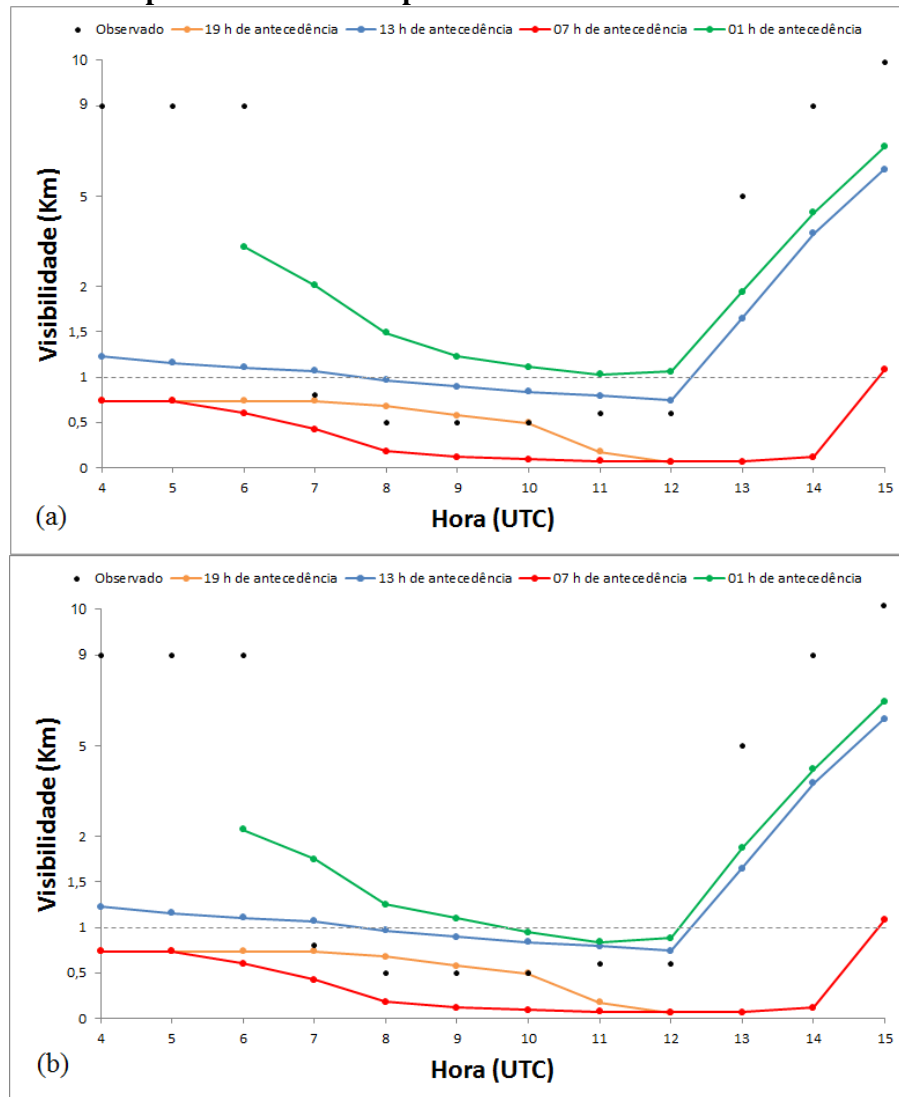 Observado 19 h de antecedência 13 h de antecedência 07 h de antecedência 01 h de antecedência
10
9
5
2
1,5
1
0,5
0
Visibilidade (Km)
4 5 6 7 8 9 10 11 12 13 14 15
Hora (UTC)
(a)
Observado 19 h de antecedência 13 h de antecedência 07 h de antecedência 01 h de antecedência
10
9
5
2
1,5
1
0,5
0
Visibilidade (Km)
4 5 6 7 8 9 10 11 12 13 14 15
Hora (UTC)
(b)